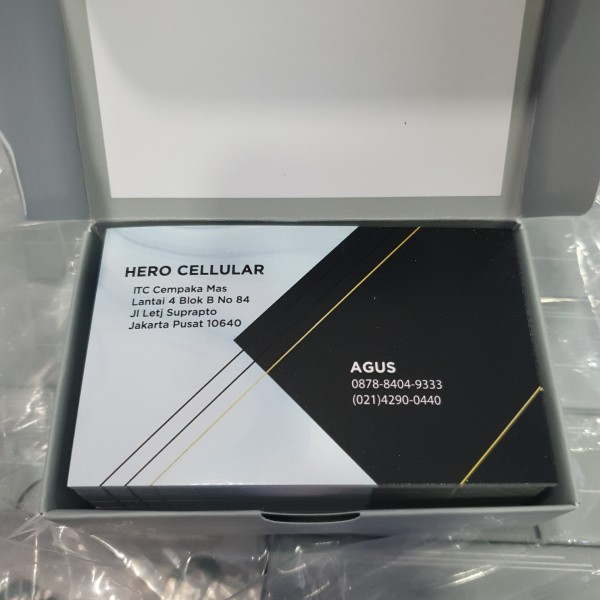 HERO CELLULAR
ITC Cempaka Mas
Lantai 4 Blok B No 84
Jl Letj Suprapto
Jakarta Pusat 10640
AGUS
0878-8404-9333
(021)4290-0440